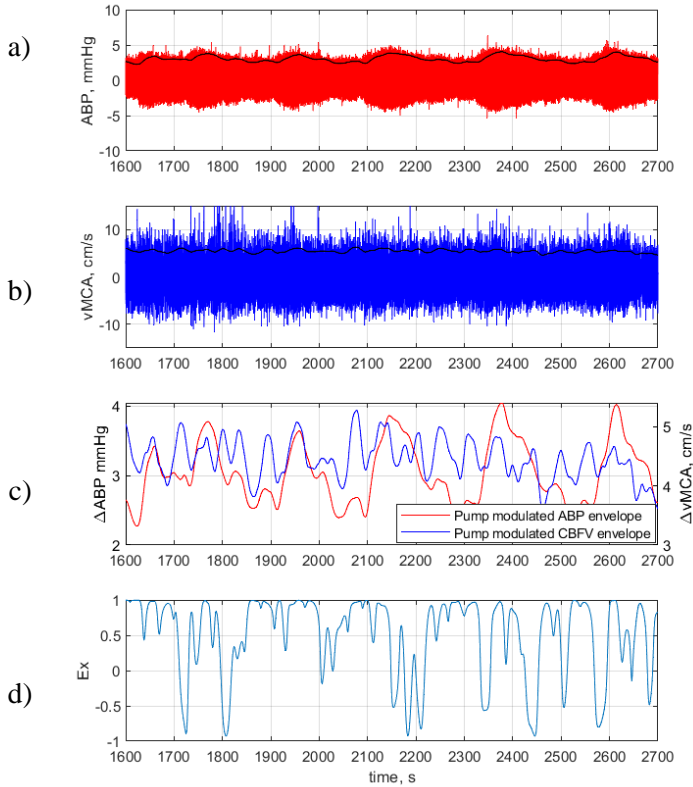 a)
ABP, mmHg
10
5
0
-5
-10
1600 1700 1800 1900 2000 2100 2200 2300 2400 2500 2600 2700
b)
vMCA, cm/s
10
0
-10
1600 1700 1800 1900 2000 2100 2200 2300 2400 2500 2600 2700
c)
ΔABP mmHg
4
3
2
5
4
3
ΔvMCA, cm/s
Pump modulated ABP envelope
Pump modulated CBFV envelope
1600 1700 1800 1900 2000 2100 2200 2300 2400 2500 2600 2700
d)
Ex
1
0.5
0
-0.5
-1
1600 1700 1800 1900 2000 2100 2200 2300 2400 2500 2600 2700
time, s